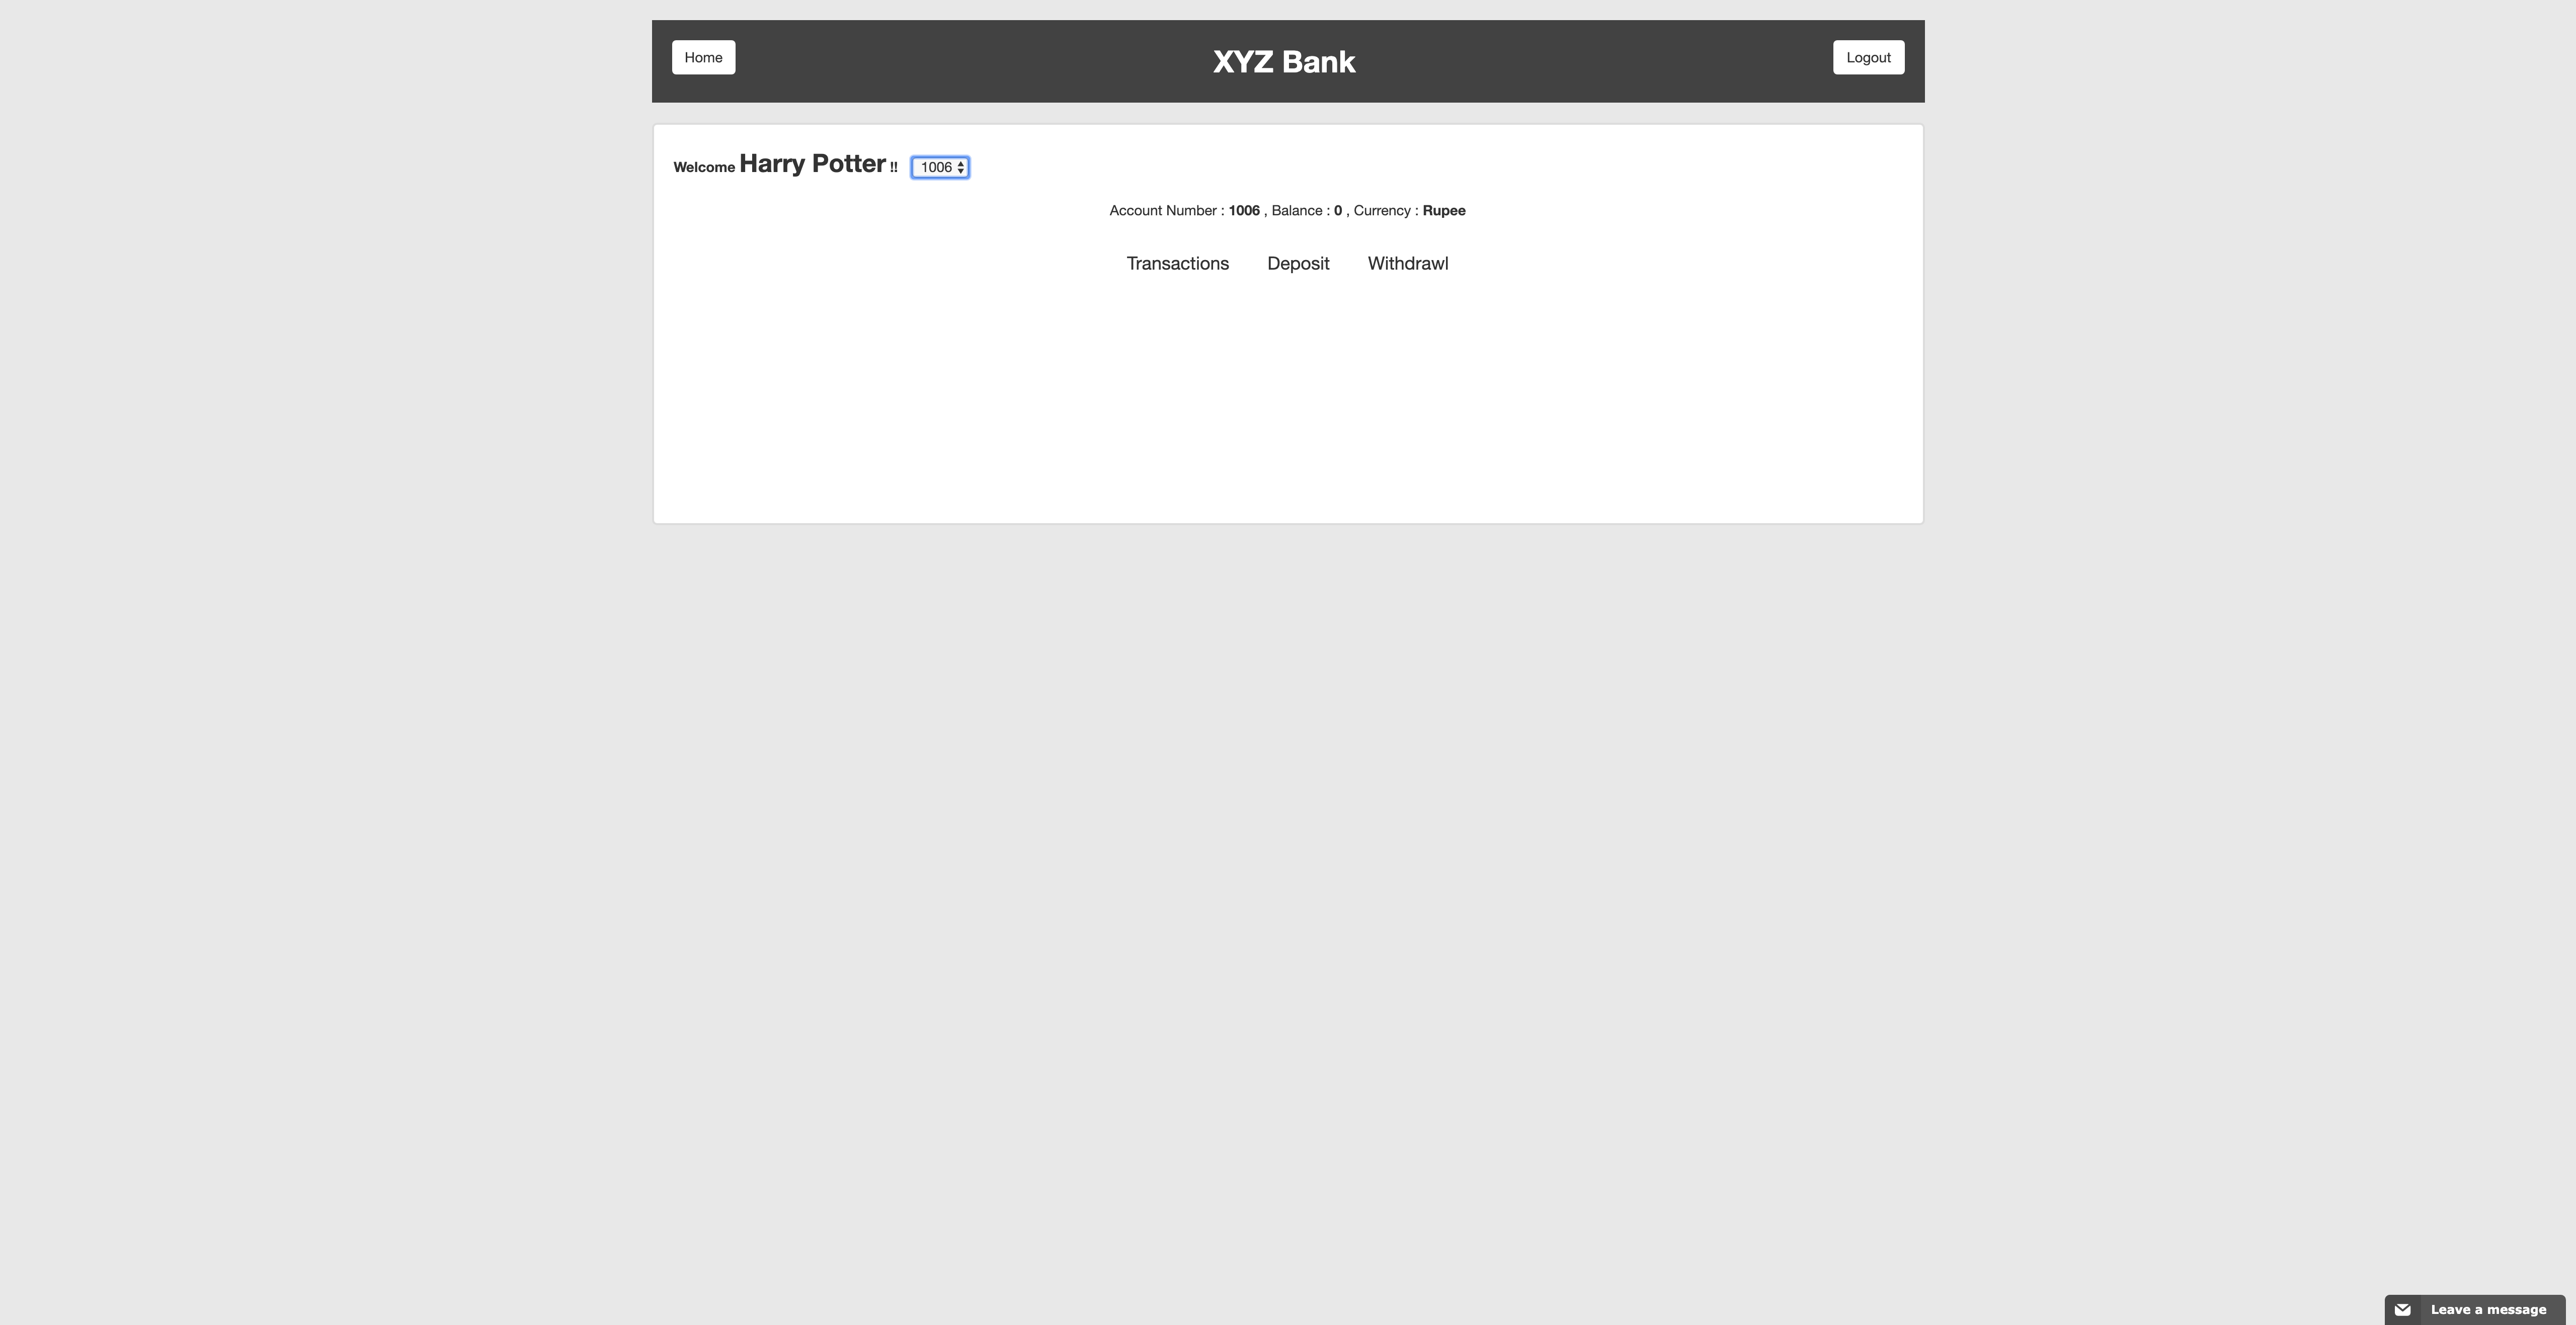 Home
XYZ Bank
Logout
Welcome Harry Potter !! 1006
Account Number : 1006 , Balance : 0 , Currency : Rupee
Transactions Deposit Withdrawl
Leave a message